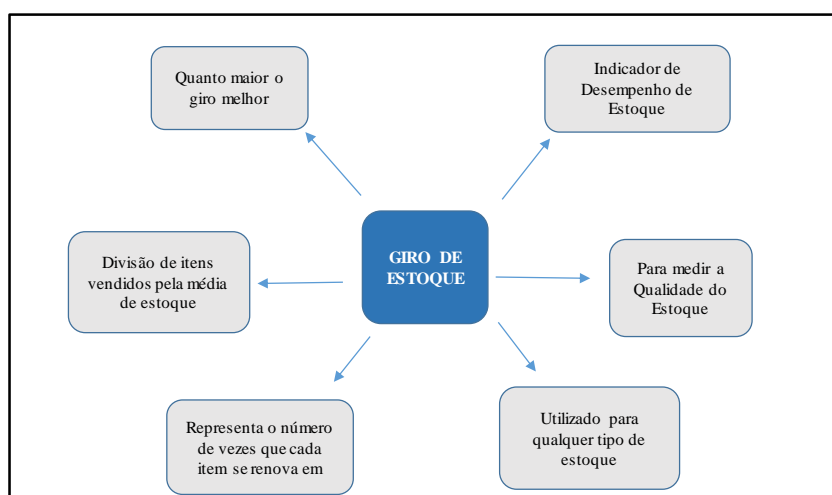 Quanto maior o
giro melhor
Indicador de
Desempenho de
Estoque
Divisão de itens
vendidos pela média
de estoque
GIRO DE
ESTOQUE
Para medir a
Qualidade do
Estoque
Representa o número
de vezes que cada
item se renova em
Utilizado para
qualquer tipo de
estoque